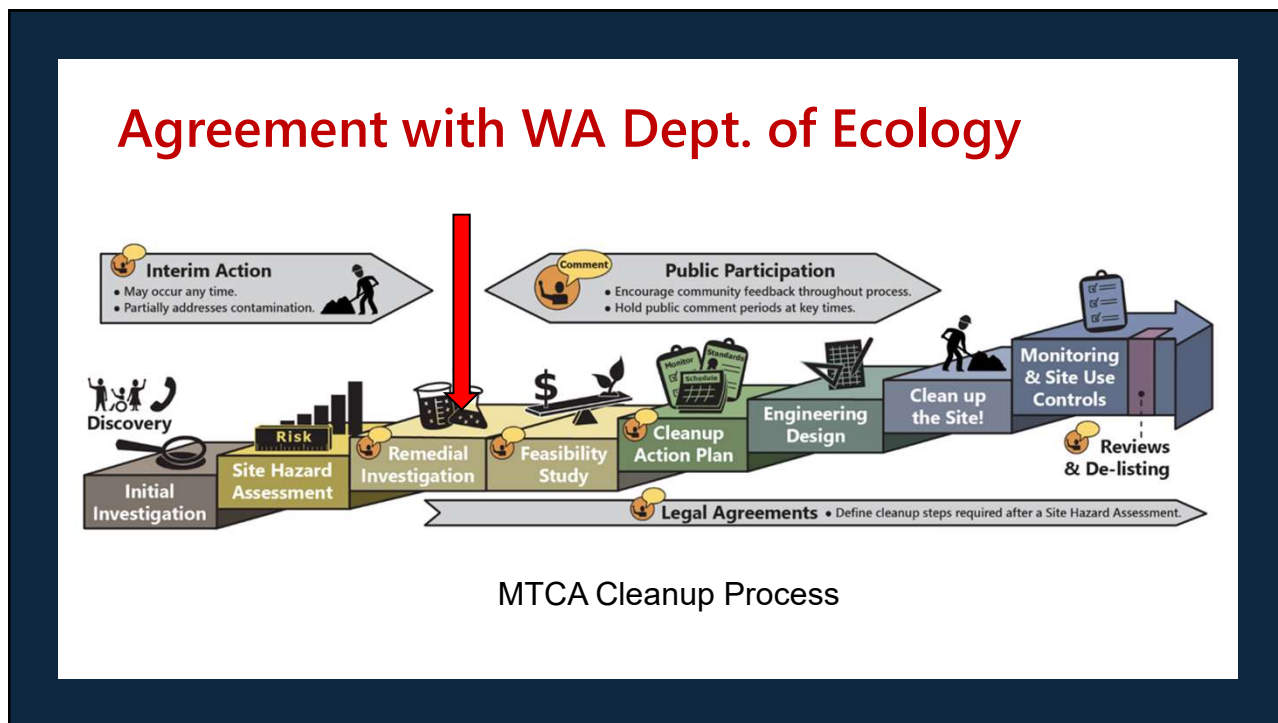 Agreement with WA Dept. of Ecology
Interim Action
• May occur any time.
• Partially addresses contamination.
Comment
Public Participation
• Encourage community feedback throughout process.
• Hold public comment periods at key times.
Discovery
Initial
Investigation
Risk
Site Hazard
Assessment
Remedial
Investigation
$
Feasibility
Study
Monitor
Standards
Schedule
Cleanup
Action Plan
Engineering
Design
Clean up
the Site!
Monitoring
& Site Use
Controls
Reviews
& De-listing
Legal Agreements • Define cleanup steps required after a Site Hazard Assessment.
MTCA Cleanup Process